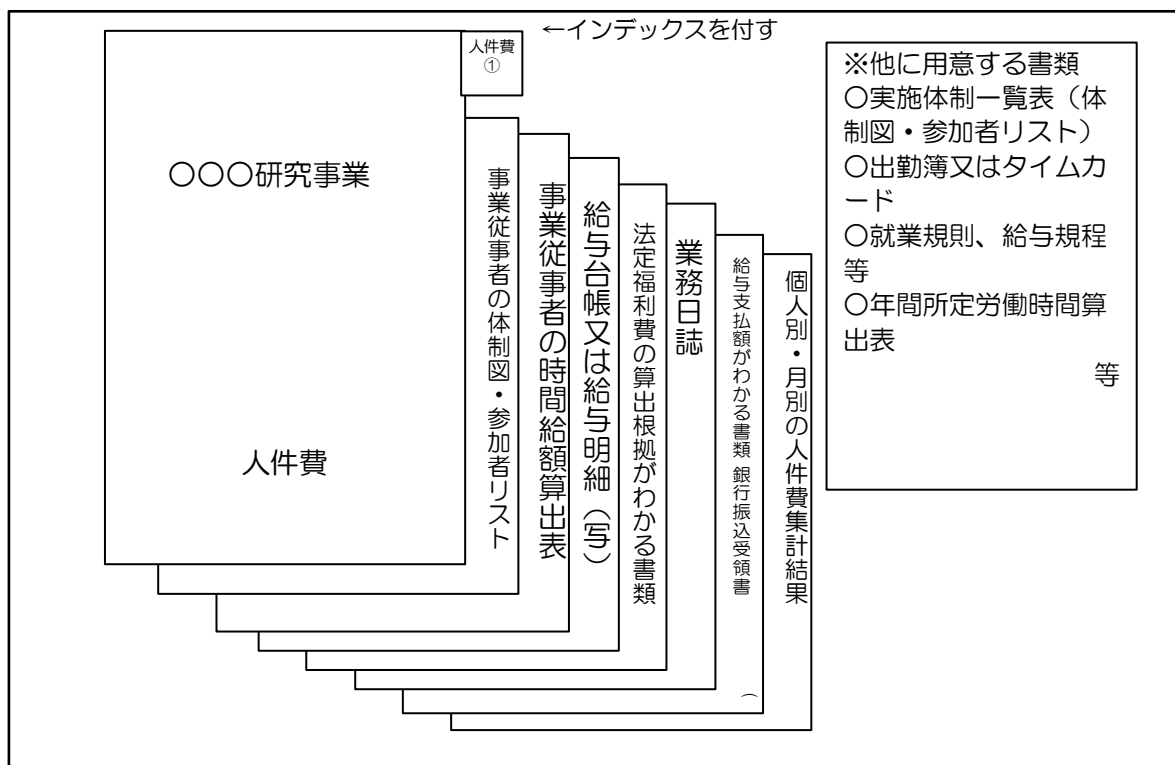 ←インデックスを付す
人件費
①
〇〇〇研究事業
人件費
事業従事者の体制図・参加者リスト
事業従事者の時間給額算出表
給与台帳又は給与明細（写）
法定福利費の算出根拠がわかる書類
業務日誌
給与支払額がわかる書類 銀行振込受領書
（
個人別・月別の人件費集計結果
※他に用意する書類
〇実施体制一覧表（体
制図・参加者リスト）
〇出勤簿又はタイムカ
ード
〇就業規則、給与規程
等
〇年間所定労働時間算
出表
等